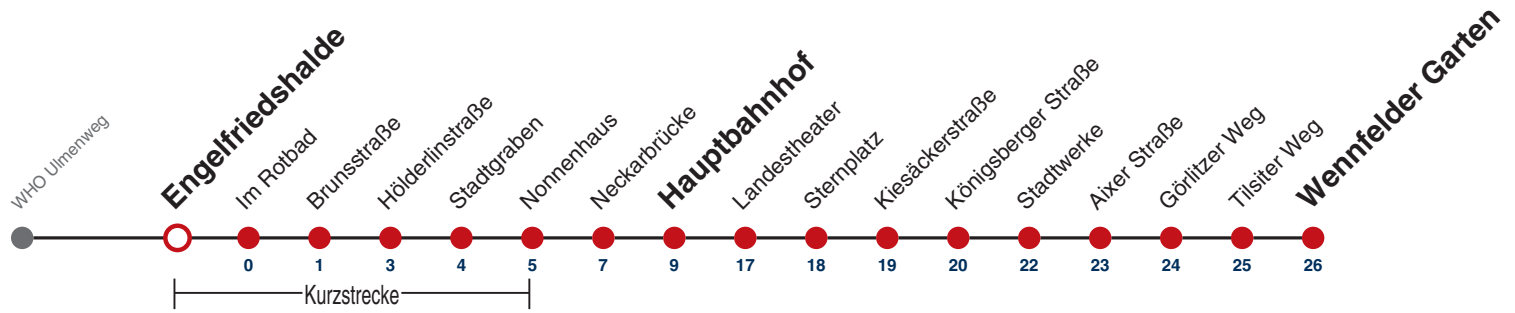 WHO Ulmenweg
Engelfriedshalde
Im Rotbad
Brunsstraße
Hölderlinstraße
Stadtgraben
Nonnenhaus
Neckarbrücke
Hauptbahnhof
Landestheater
Sternplatz
Kiesäckerstraße
Königsberger Straße
Stadtwerke
Aixer Straße
Görlitzer Weg
Tilsiter Weg
Wennfelder Garten
0 1 3 4 5 7 9 17 18 19 20 22 23 24 25 26
Kurzstrecke